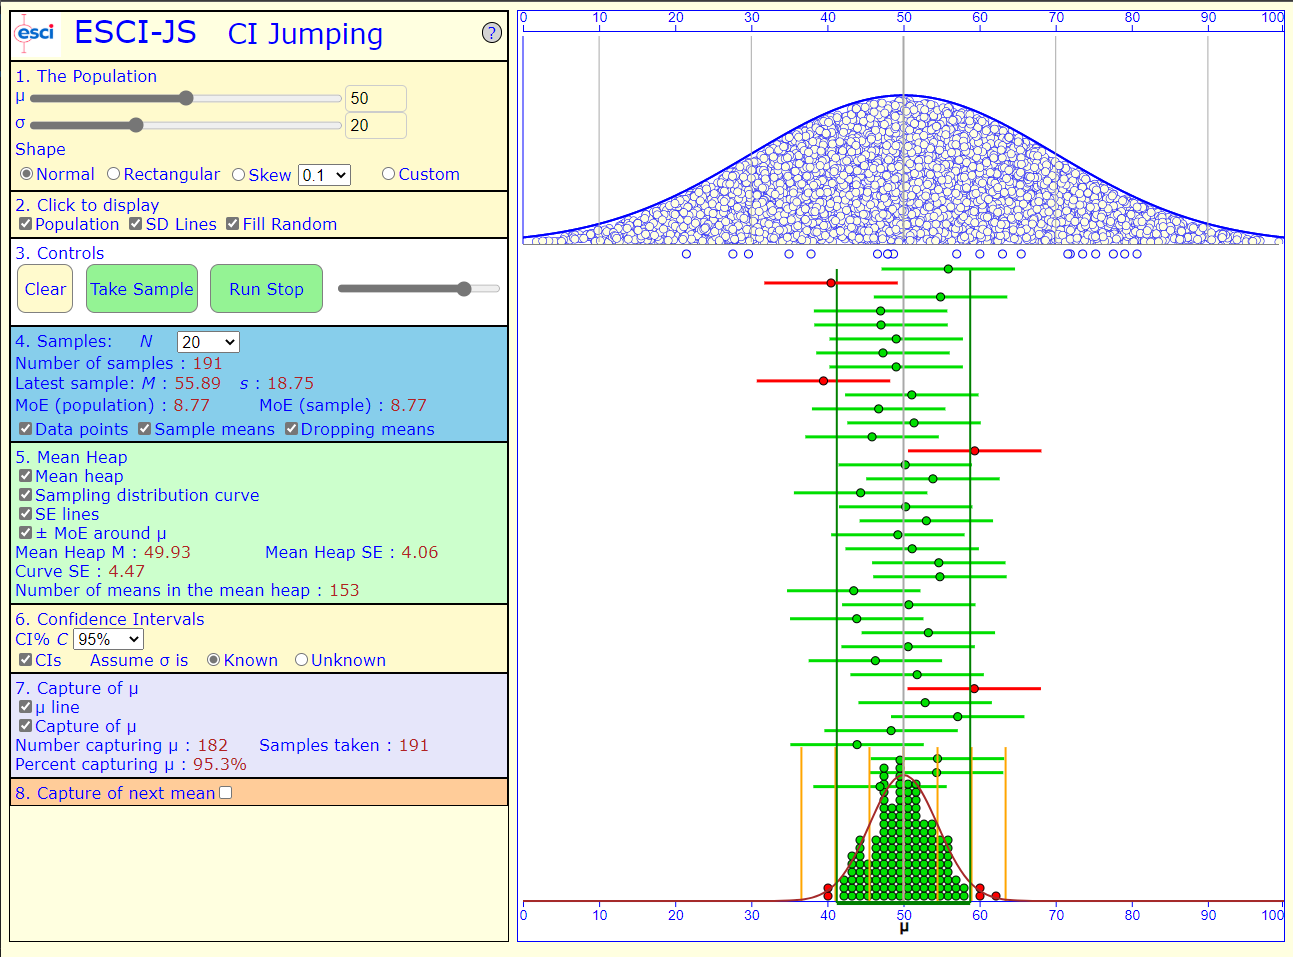 esci ESCI-JS CI Jumping ?
1. The Population
μ 50
σ 20
Shape
Normal Rectangular Skew 0.1 Custom
2. Click to display
Population SD Lines Fill Random
3. Controls
Clear Take Sample Run Stop
4. Samples: N 20
Number of samples : 191
Latest sample: M : 55.89 s : 18.75
MoE (population) : 8.77 MoE (sample) : 8.77
Data points Sample means Dropping means
5. Mean Heap
Mean heap
Sampling distribution curve
SE lines
± MoE around μ
Mean Heap M : 49.93 Mean Heap SE : 4.06
Curve SE : 4.47
Number of means in the mean heap : 153
6. Confidence Intervals
CI% C 95%
CIs Assume σ is Known Unknown
7. Capture of μ
μ line
Capture of μ
Number capturing μ : 182 Samples taken : 191
Percent capturing μ : 95.3%
8. Capture of next mean
0 10 20 30 40 50 60 70 80 90 100
0 10 20 30 40 50 60 70 80 90 100
μ